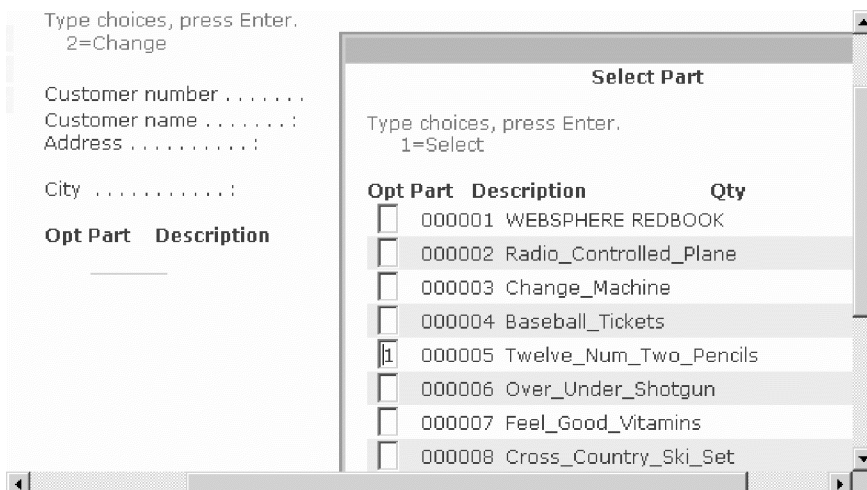 Type choices, press Enter.
2=Change
Customer number . . . . . . .
Customer name . . . . . . . :
Address . . . . . . . . . . :
City . . . . . . . . . . . :
Opt Part Description
Select Part
Type choices, press Enter.
1=Select
Opt Part Description Qty
000001 WEBSPHERE REDBOOK
000002 Radio_Controlled_Plane
000003 Change_Machine
000004 Baseball_Tickets
1 000005 Twelve_Num_Two_Pencils
000006 Over_Under_Shotgun
000007 Feel_Good_Vitamins
000008 Cross_Country_Ski_Set